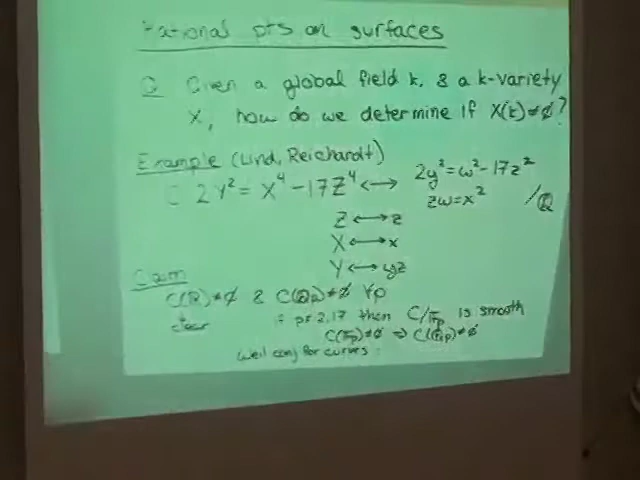 Rational pts on surfaces
Q Given a global field k, & a k-variety
X, how do we determine if X(k)≠∅?
Example (Lind, Reichardt)
C 2Y² = X⁴ - 17Z⁴ ⟷ 2y² = w² - 17z²
zw = x² /Q
Z ⟷ z
X ⟷ x
Y ⟷ yz
Claim
C(R)≠∅ & C(Qp)≠∅ ∀p
clear if p≠2,17 then C/Fp is smooth
C(Fp)≠∅ ⇒ C(Qp)≠∅
Weil conj for curves